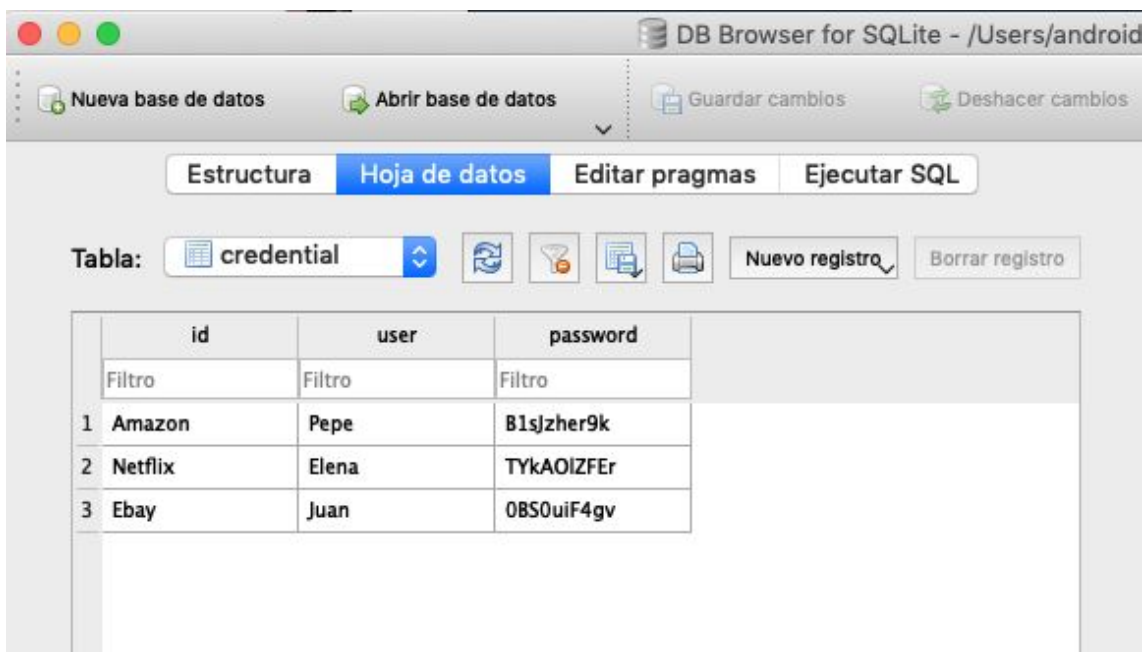 DB Browser for SQLite - /Users/android
Nueva base de datos Abrir base de datos Guardar cambios Deshacer cambios
Estructura Hoja de datos Editar pragmas Ejecutar SQL
Tabla: credential Nuevo registro Borrar registro
id user password
Filtro Filtro Filtro
1 Amazon Pepe B1sJzher9k
2 Netflix Elena TYkAOlZFEr
3 Ebay Juan 0BS0uiF4gv